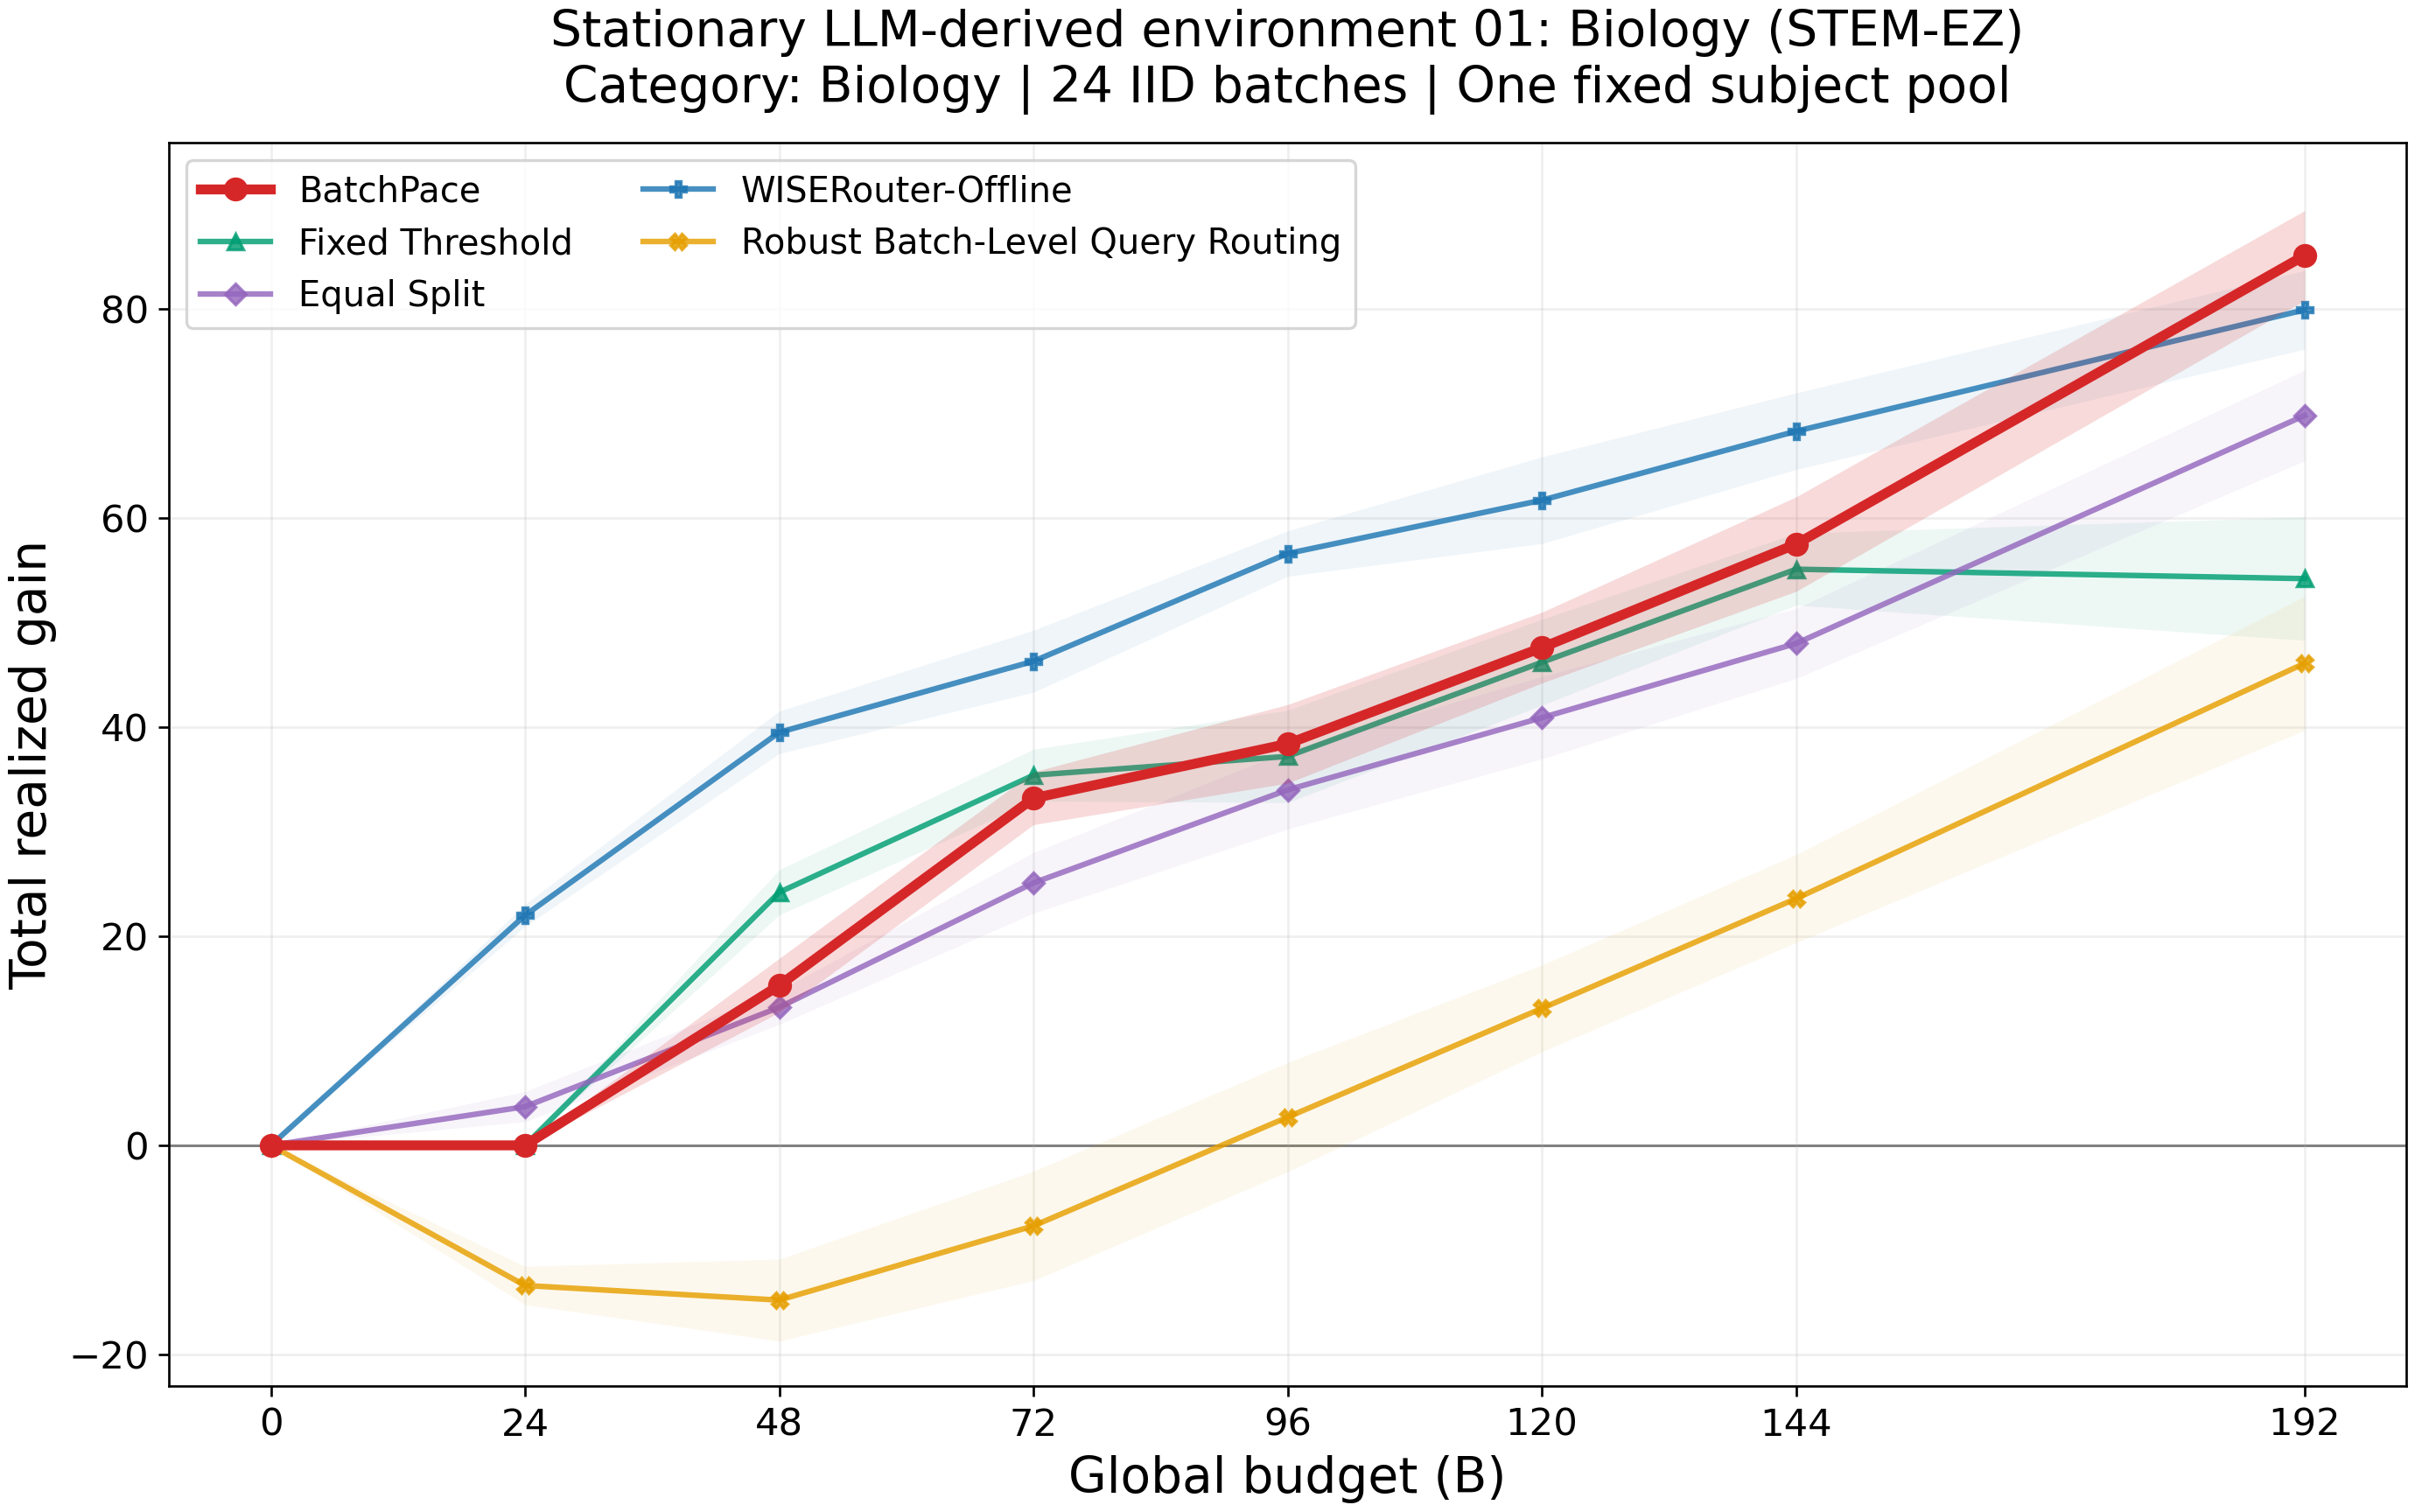 Stationary LLM-derived environment 01: Biology (STEM-EZ)
Category: Biology | 24 IID batches | One fixed subject pool
BatchPace
Fixed Threshold
Equal Split
WISERouter-Offline
Robust Batch-Level Query Routing
Total realized gain
80
60
40
20
0
−20
0 24 48 72 96 120 144 192
Global budget (B)